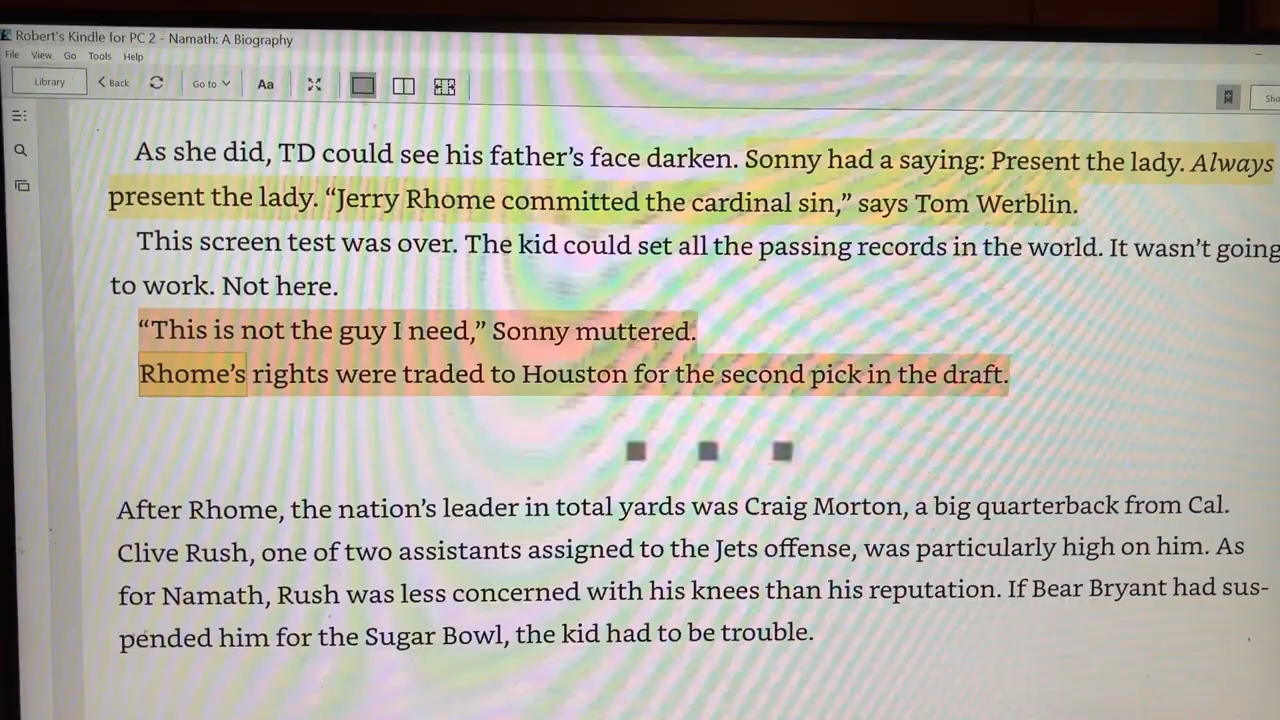 Robert's Kindle for PC 2 - Namath: A Biography
File View Go Tools Help
Library Back Go to Aa
As she did, TD could see his father's face darken. Sonny had a saying: Present the lady. Always
present the lady. “Jerry Rhome committed the cardinal sin,” says Tom Werblin.
This screen test was over. The kid could set all the passing records in the world. It wasn't going
to work. Not here.
“This is not the guy I need,” Sonny muttered.
Rhome's rights were traded to Houston for the second pick in the draft.
After Rhome, the nation's leader in total yards was Craig Morton, a big quarterback from Cal.
Clive Rush, one of two assistants assigned to the Jets offense, was particularly high on him. As
for Namath, Rush was less concerned with his knees than his reputation. If Bear Bryant had sus-
pended him for the Sugar Bowl, the kid had to be trouble.